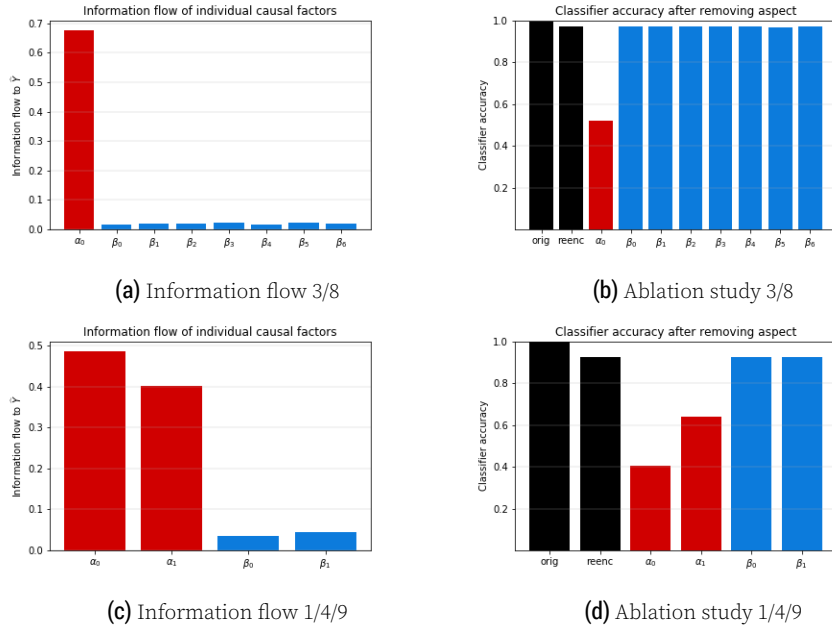 Information flow of individual causal factors
Information flow to Ŷ
0.7
0.6
0.5
0.4
0.3
0.2
0.1
0.0
α₀ β₀ β₁ β₂ β₃ β₄ β₅ β₆
(a) Information flow 3/8
Classifier accuracy after removing aspect
Classifier accuracy
1.0
0.8
0.6
0.4
0.2
orig reenc α₀ β₀ β₁ β₂ β₃ β₄ β₅ β₆
(b) Ablation study 3/8
Information flow of individual causal factors
Information flow to Ŷ
0.5
0.4
0.3
0.2
0.1
0.0
α₀ α₁ β₀ β₁
(c) Information flow 1/4/9
Classifier accuracy after removing aspect
Classifier accuracy
1.0
0.8
0.6
0.4
0.2
orig reenc α₀ α₁ β₀ β₁
(d) Ablation study 1/4/9